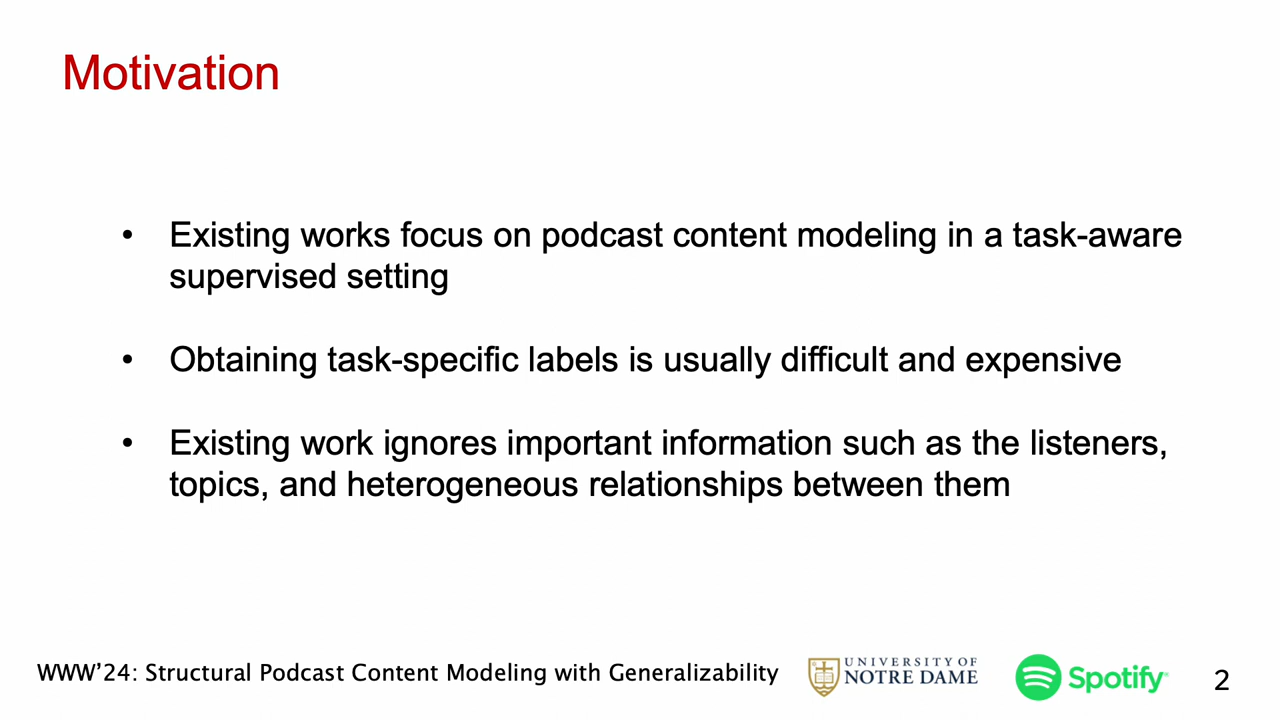 Motivation
• Existing works focus on podcast content modeling in a task-aware
supervised setting
• Obtaining task-specific labels is usually difficult and expensive
• Existing work ignores important information such as the listeners,
topics, and heterogeneous relationships between them
WWW’24: Structural Podcast Content Modeling with Generalizability
UNIVERSITY OF
NOTRE DAME
Spotify
2